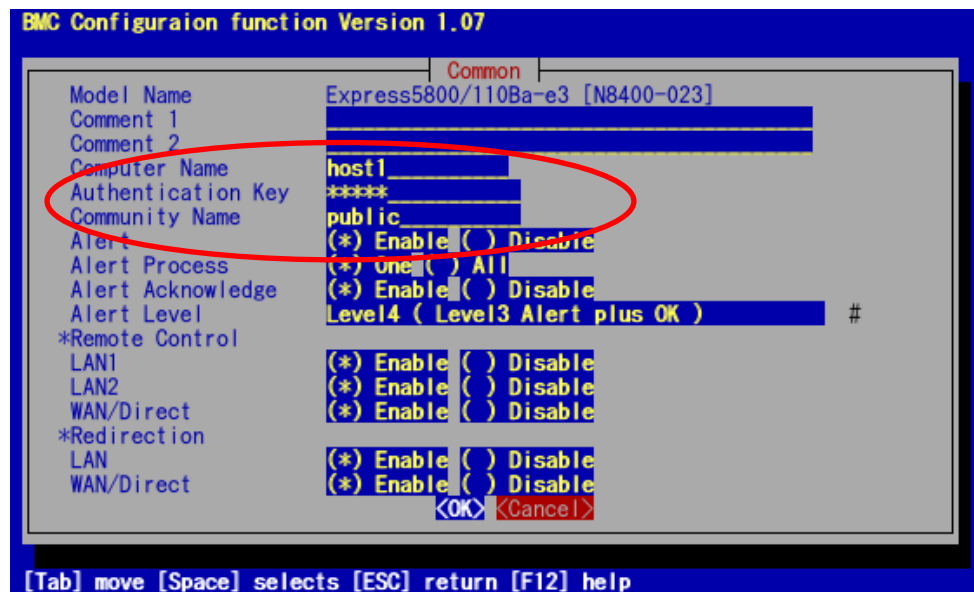 BMC Configuraion function Version 1.07
Common
Model Name Express5800/110Ba-e3 [N8400-023]
Comment 1
Comment 2
Computer Name host1
Authentication Key *****
Community Name public
Alert (*) Enable ( ) Disable
Alert Process (*) One ( ) All
Alert Acknowledge (*) Enable ( ) Disable
Alert Level Level4 ( Level3 Alert plus OK ) #
*Remote Control
LAN1 (*) Enable ( ) Disable
LAN2 (*) Enable ( ) Disable
WAN/Direct (*) Enable ( ) Disable
*Redirection
LAN (*) Enable ( ) Disable
WAN/Direct (*) Enable ( ) Disable
<OK> <Cancel>
[Tab] move [Space] selects [ESC] return [F12] help